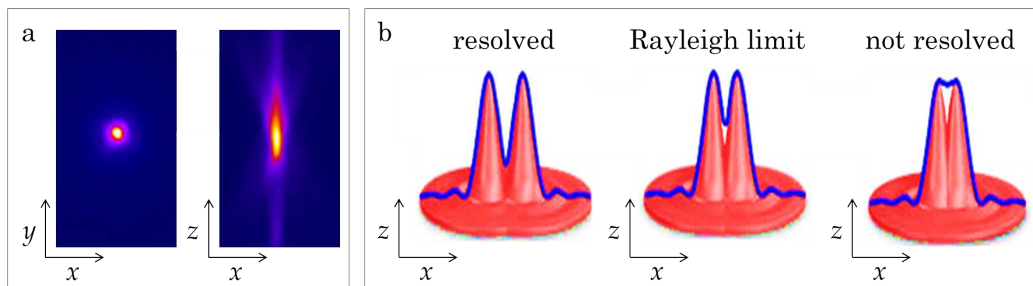 a
y
x
z
x
b
resolved
Rayleigh limit
not resolved
z
x
z
x
z
x